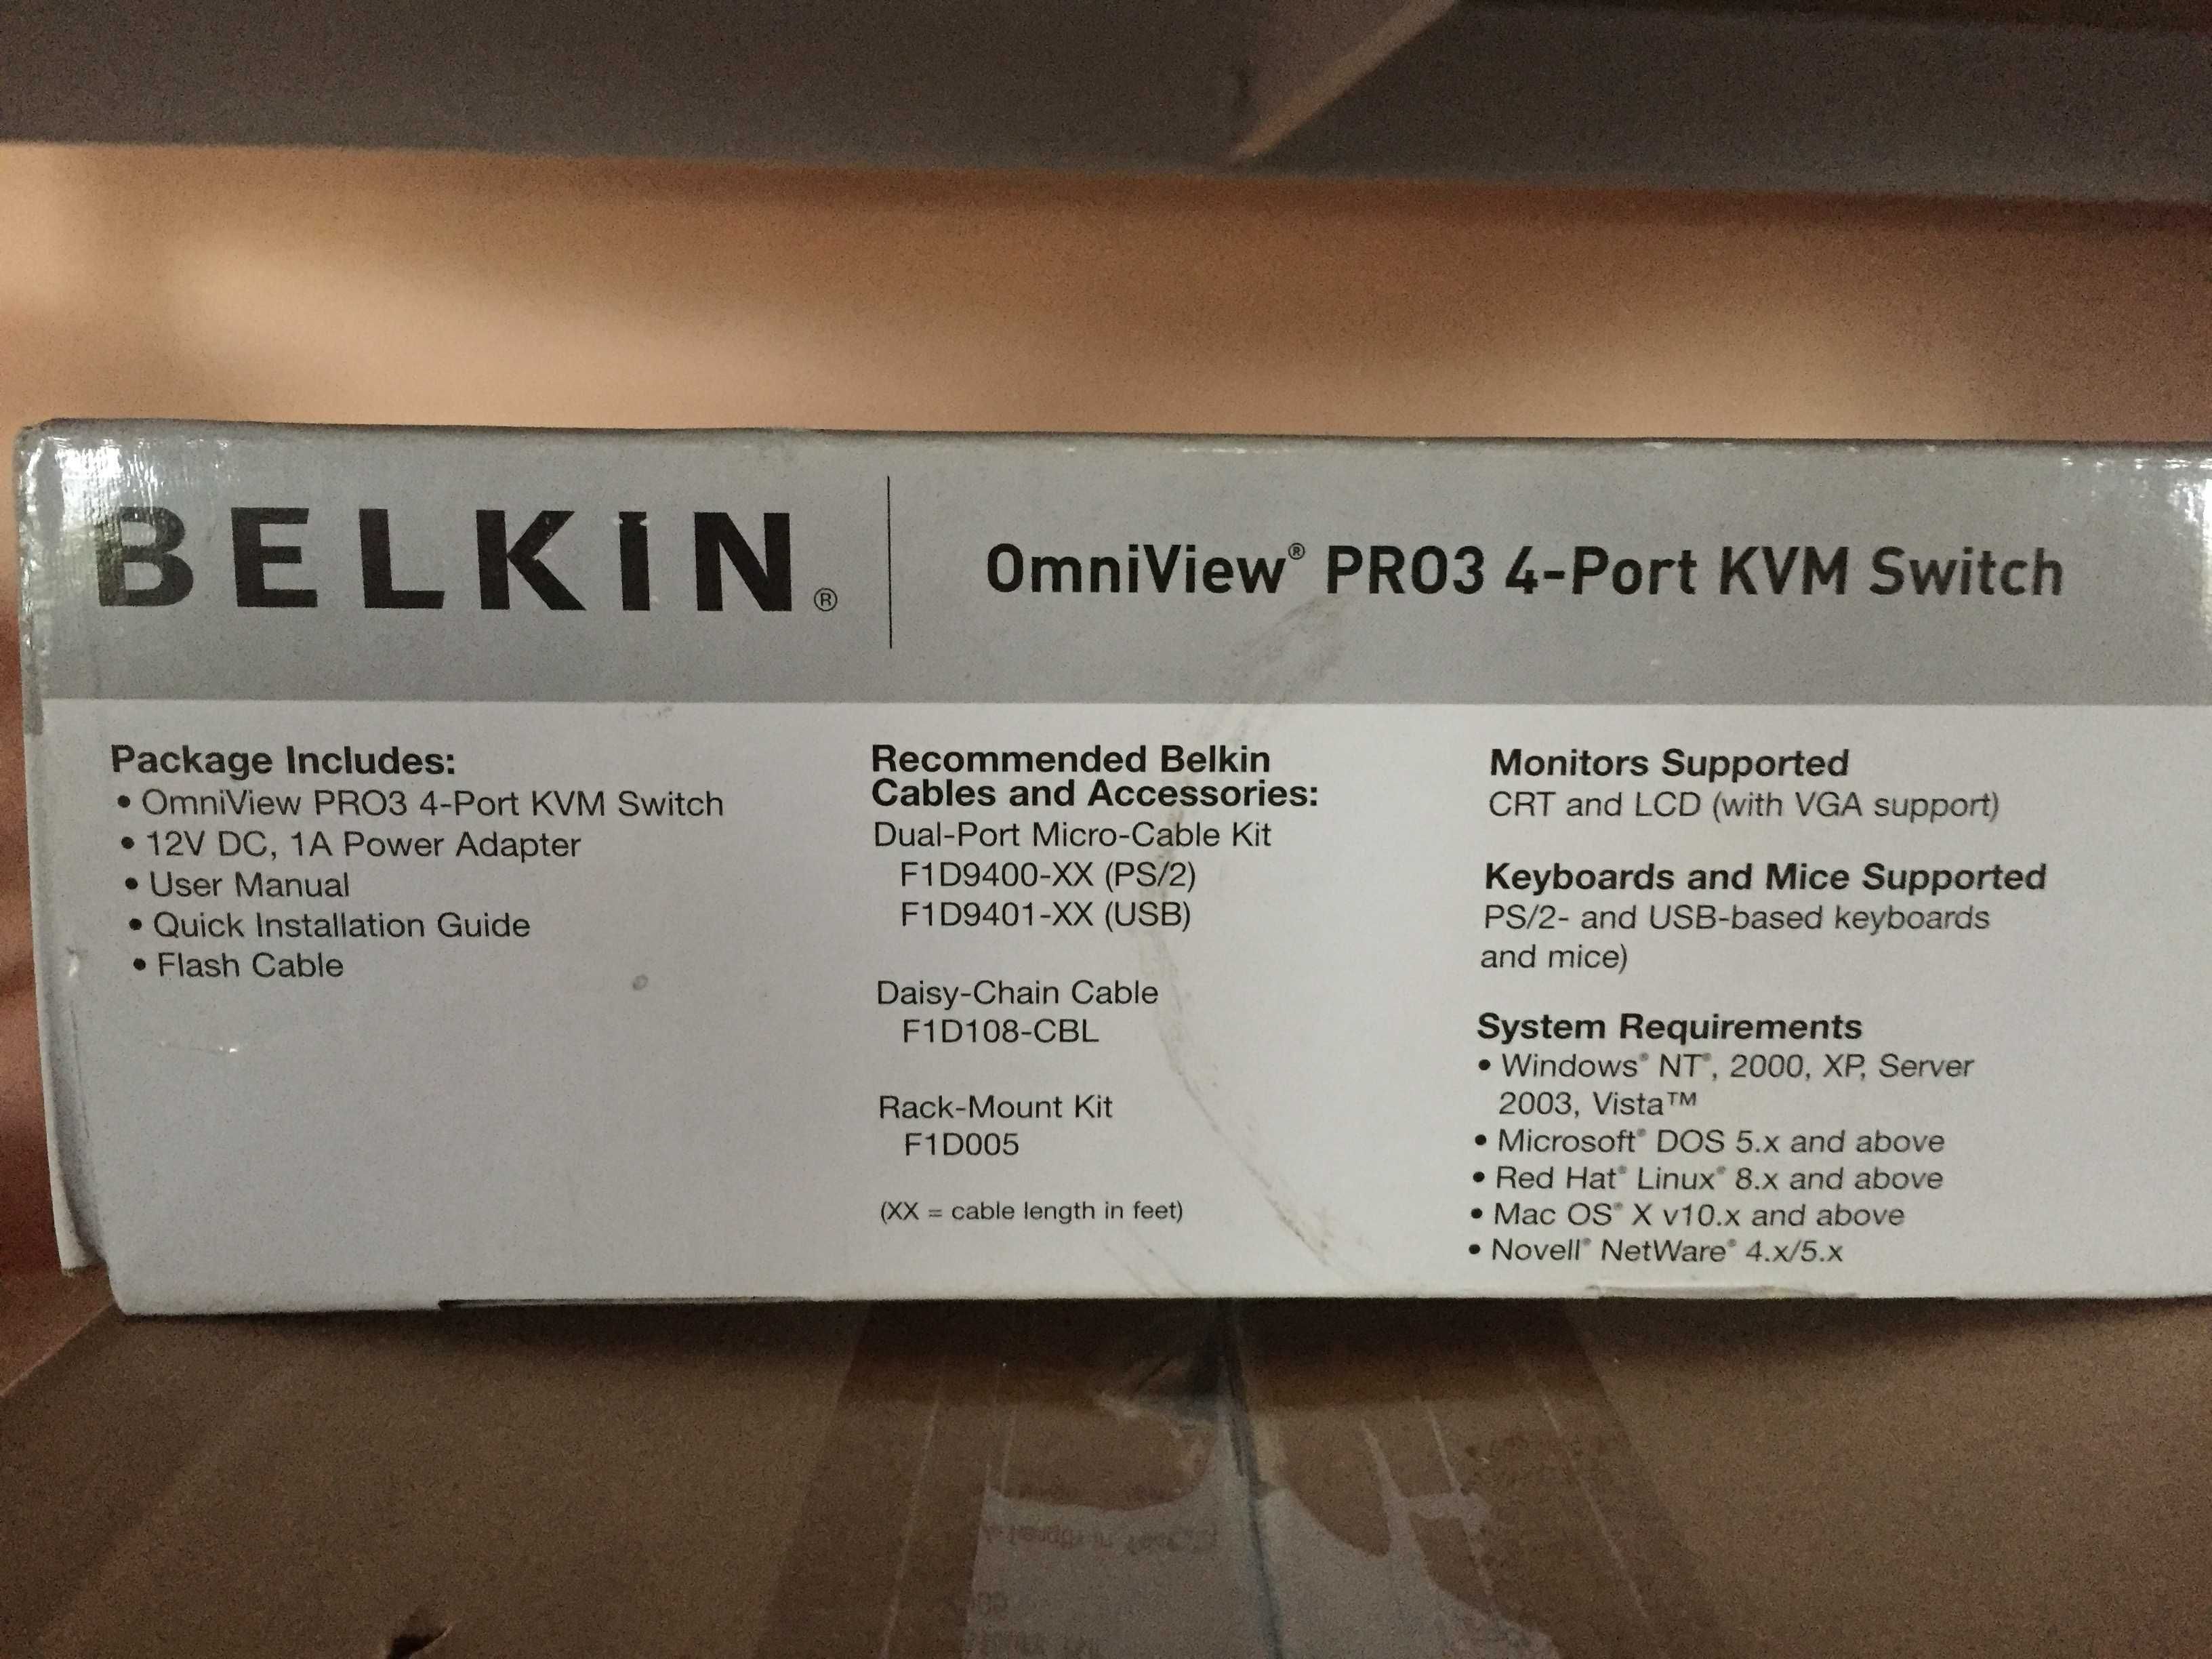 BELKIN®
OmniView® PRO3 4-Port KVM Switch
Package Includes:
• OmniView PRO3 4-Port KVM Switch
• 12V DC, 1A Power Adapter
• User Manual
• Quick Installation Guide
• Flash Cable
Recommended Belkin
Cables and Accessories:
Dual-Port Micro-Cable Kit
F1D9400-XX (PS/2)
F1D9401-XX (USB)
Daisy-Chain Cable
F1D108-CBL
Rack-Mount Kit
F1D005
(XX = cable length in feet)
Monitors Supported
CRT and LCD (with VGA support)
Keyboards and Mice Supported
PS/2- and USB-based keyboards
and mice)
System Requirements
• Windows® NT®, 2000, XP, Server
2003, Vista™
• Microsoft® DOS 5.x and above
• Red Hat® Linux® 8.x and above
• Mac OS® X v10.x and above
• Novell® NetWare® 4.x/5.x